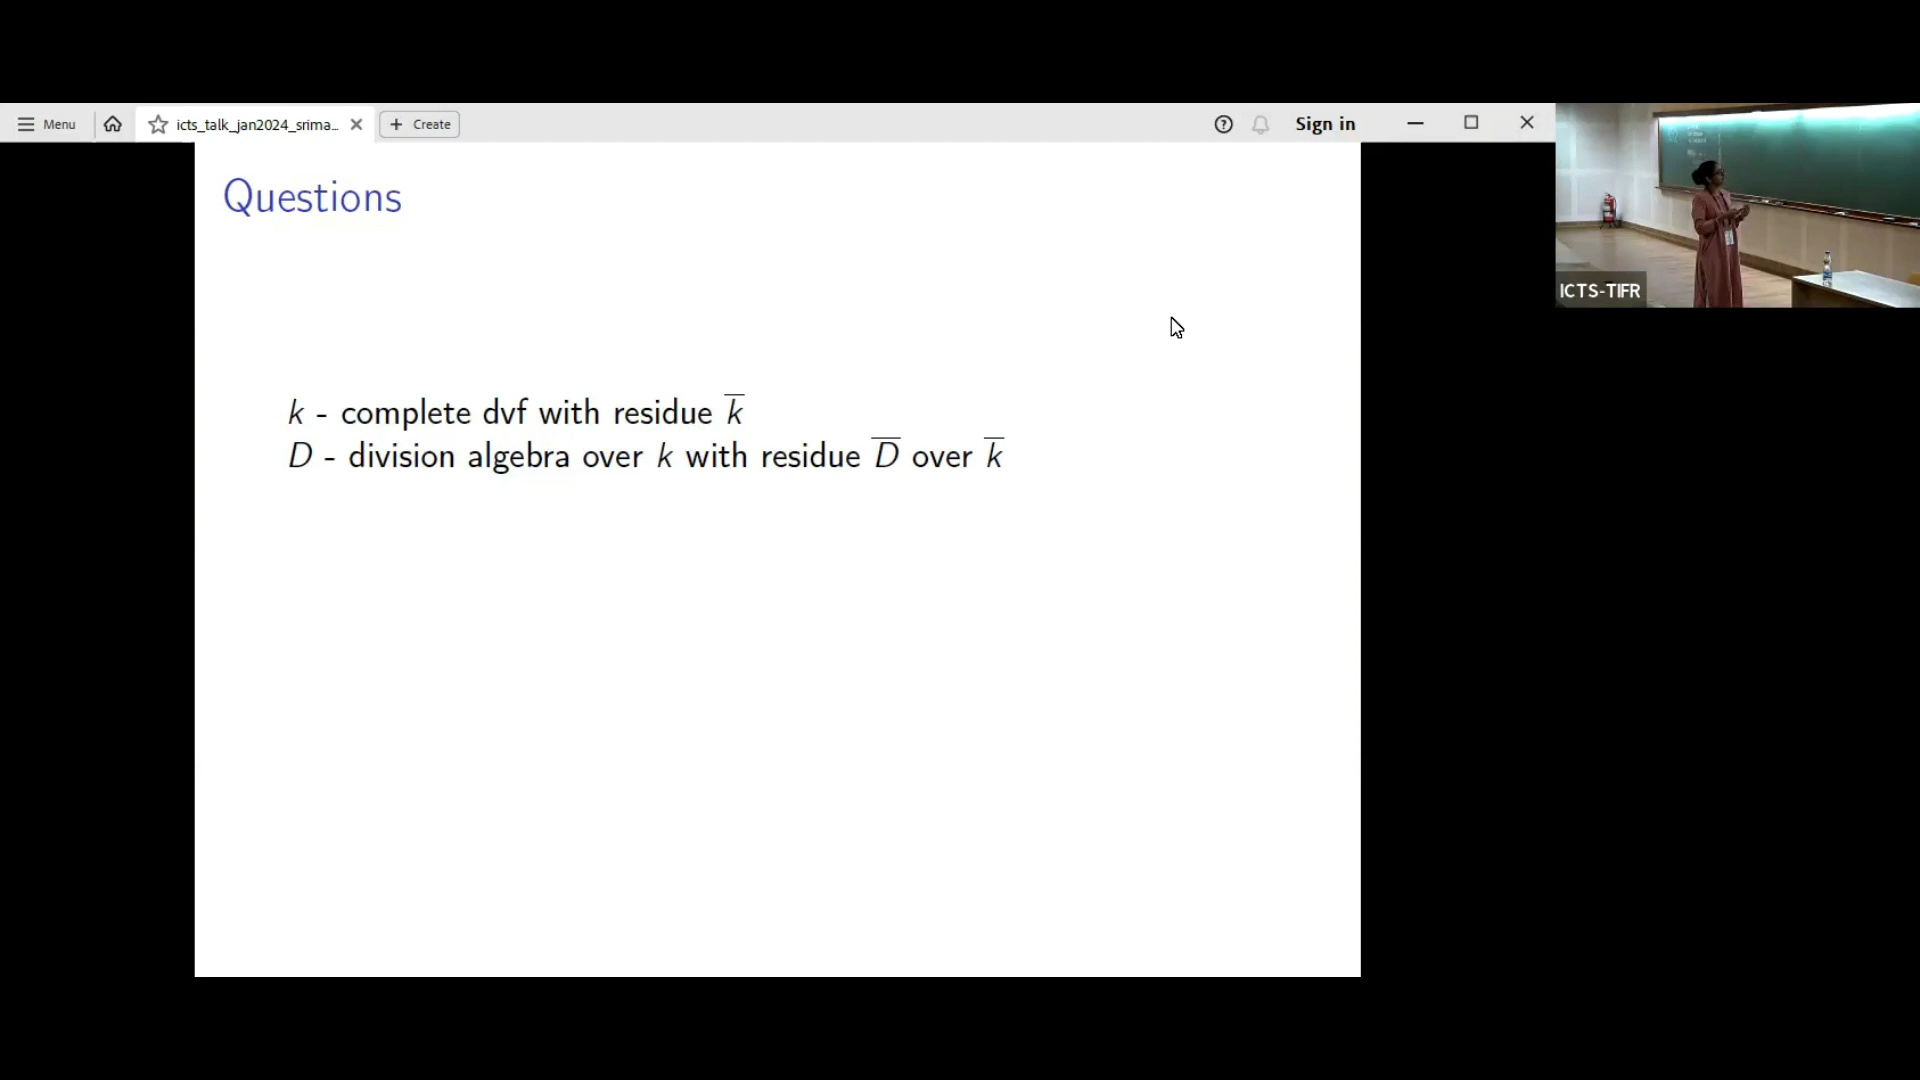 Menu
icts_talk_jan2024_srima...
Create
Sign in
ICTS-TIFR
Questions
k - complete dvf with residue k̅
D - division algebra over k with residue D̅ over k̅